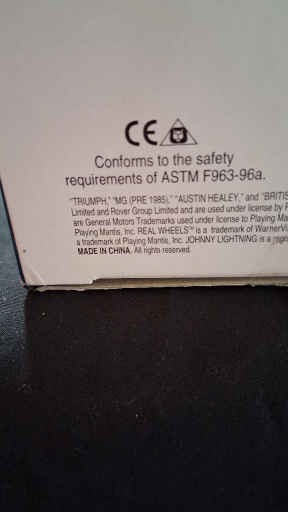 CE
Conforms to the safety
requirements of ASTM F963-96a.
"TRIUMPH," "MG (PRE 1985)," "AUSTIN HEALEY," and "BRITIS
Limited and Rover Group Limited and are used under license by P
are General Motors Trademarks used under license to Playing Ma
Playing Mantis, Inc. REAL WHEELS™ is a trademark of WarnerVi
a trademark of Playing Mantis, Inc. JOHNNY LIGHTNING is a
MADE IN CHINA. All rights reserved.